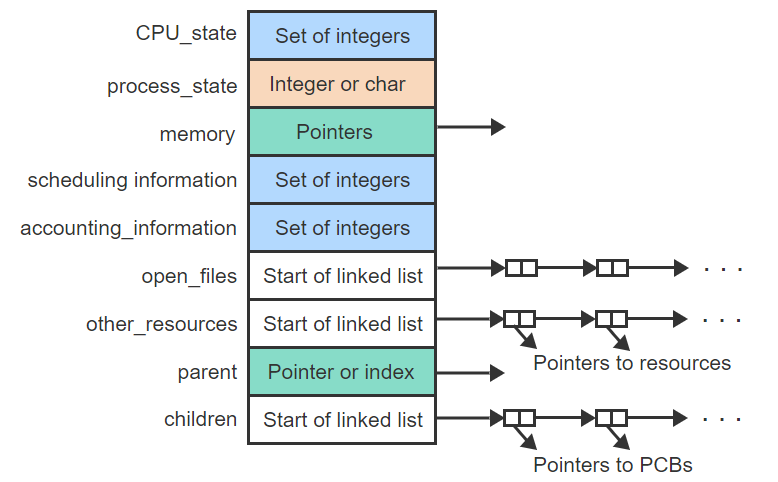 CPU_state Set of integers
process_state Integer or char
memory Pointers
scheduling information Set of integers
accounting_information Set of integers
open_files Start of linked list . . .
other_resources Start of linked list . . .
Pointers to resources
parent Pointer or index
children Start of linked list . . .
Pointers to PCBs